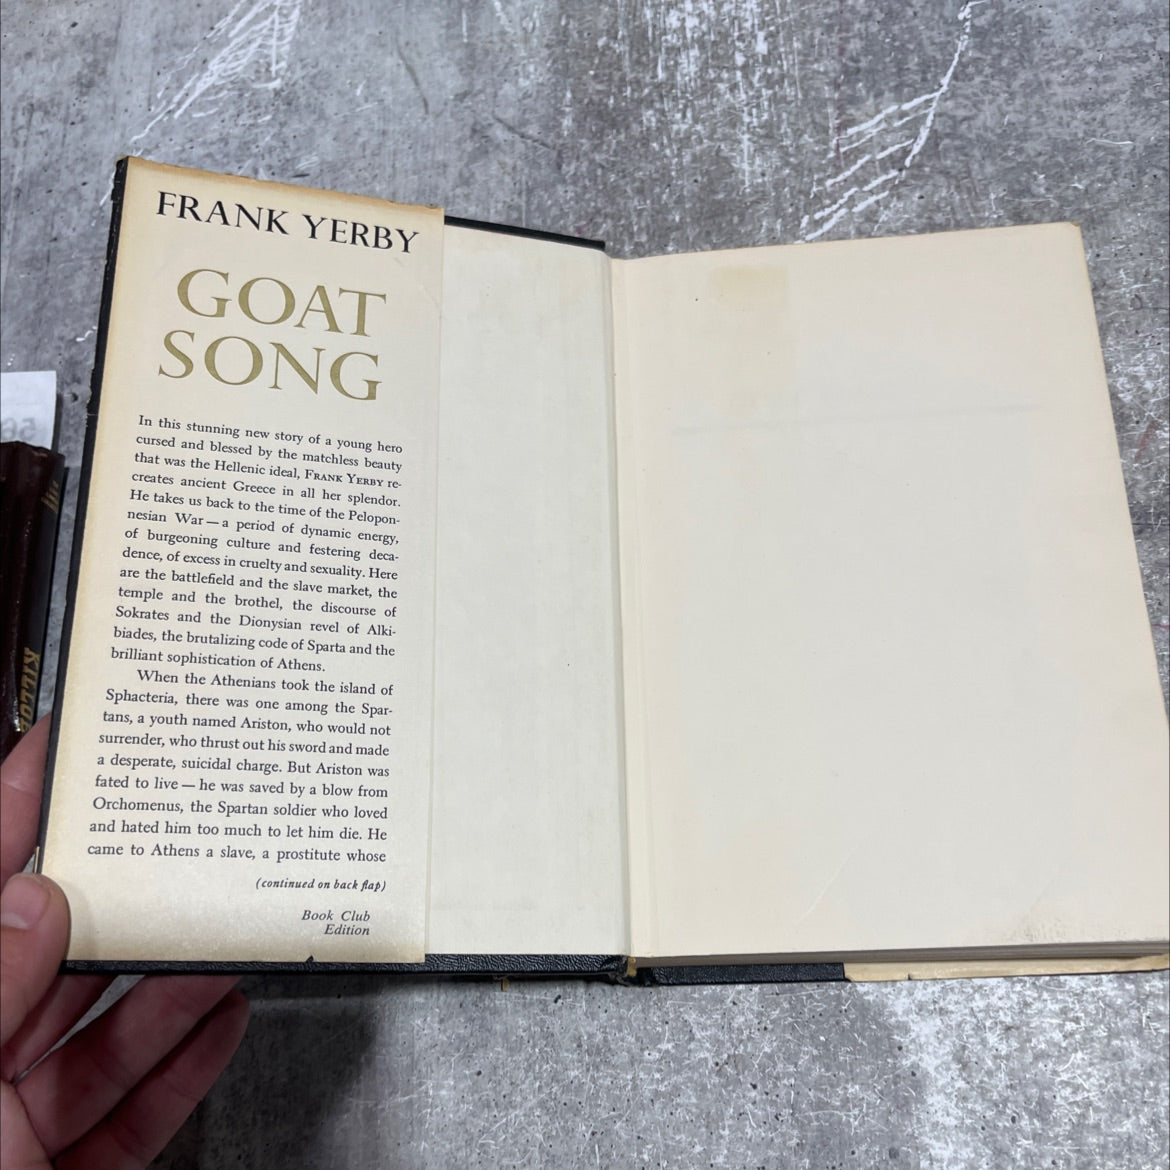 FRANK YERBY
GOAT
SONG
In this stunning new story of a young hero
cursed and blessed by the matchless beauty
that was the Hellenic ideal, FRANK YERBY re-
creates ancient Greece in all her splendor.
He takes us back to the time of the Pelopon-
nesian War — a period of dynamic energy,
of burgeoning culture and festering deca-
dence, of excess in cruelty and sexuality. Here
are the battlefield and the slave market, the
temple and the brothel, the discourse of
Sokrates and the Dionysian revel of Alki-
biades, the brutalizing code of Sparta and the
brilliant sophistication of Athens.
When the Athenians took the island of
Sphacteria, there was one among the Spar-
tans, a youth named Ariston, who would not
surrender, who thrust out his sword and made
a desperate, suicidal charge. But Ariston was
fated to live — he was saved by a blow from
Orchomenus, the Spartan soldier who loved
and hated him too much to let him die. He
came to Athens a slave, a prostitute whose
(continued on back flap)
Book Club
Edition